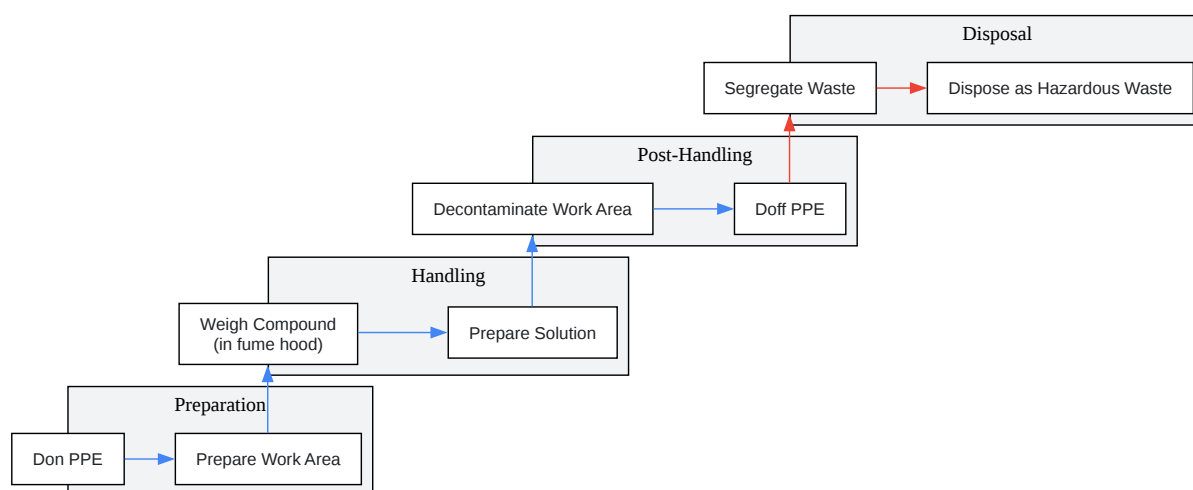 Disposal
Segregate Waste
Dispose as Hazardous Waste
Post-Handling
Decontaminate Work Area
Doff PPE
Handling
Weigh Compound
(in fume hood)
Prepare Solution
Preparation
Don PPE
Prepare Work Area